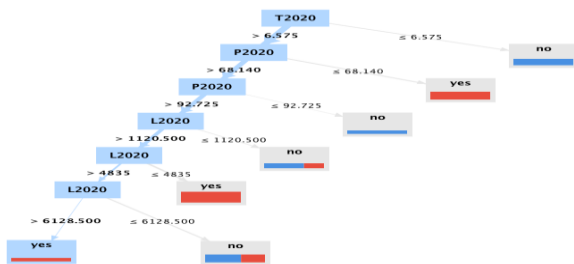 T2020
> 6.575
≤ 6.575
P2020
no
> 68.140
≤ 68.140
P2020
yes
> 92.725
≤ 92.725
L2020
no
> 1120.500
≤ 1120.500
L2020
no
> 4835
≤ 4835
L2020
yes
> 6128.500
≤ 6128.500
yes
no